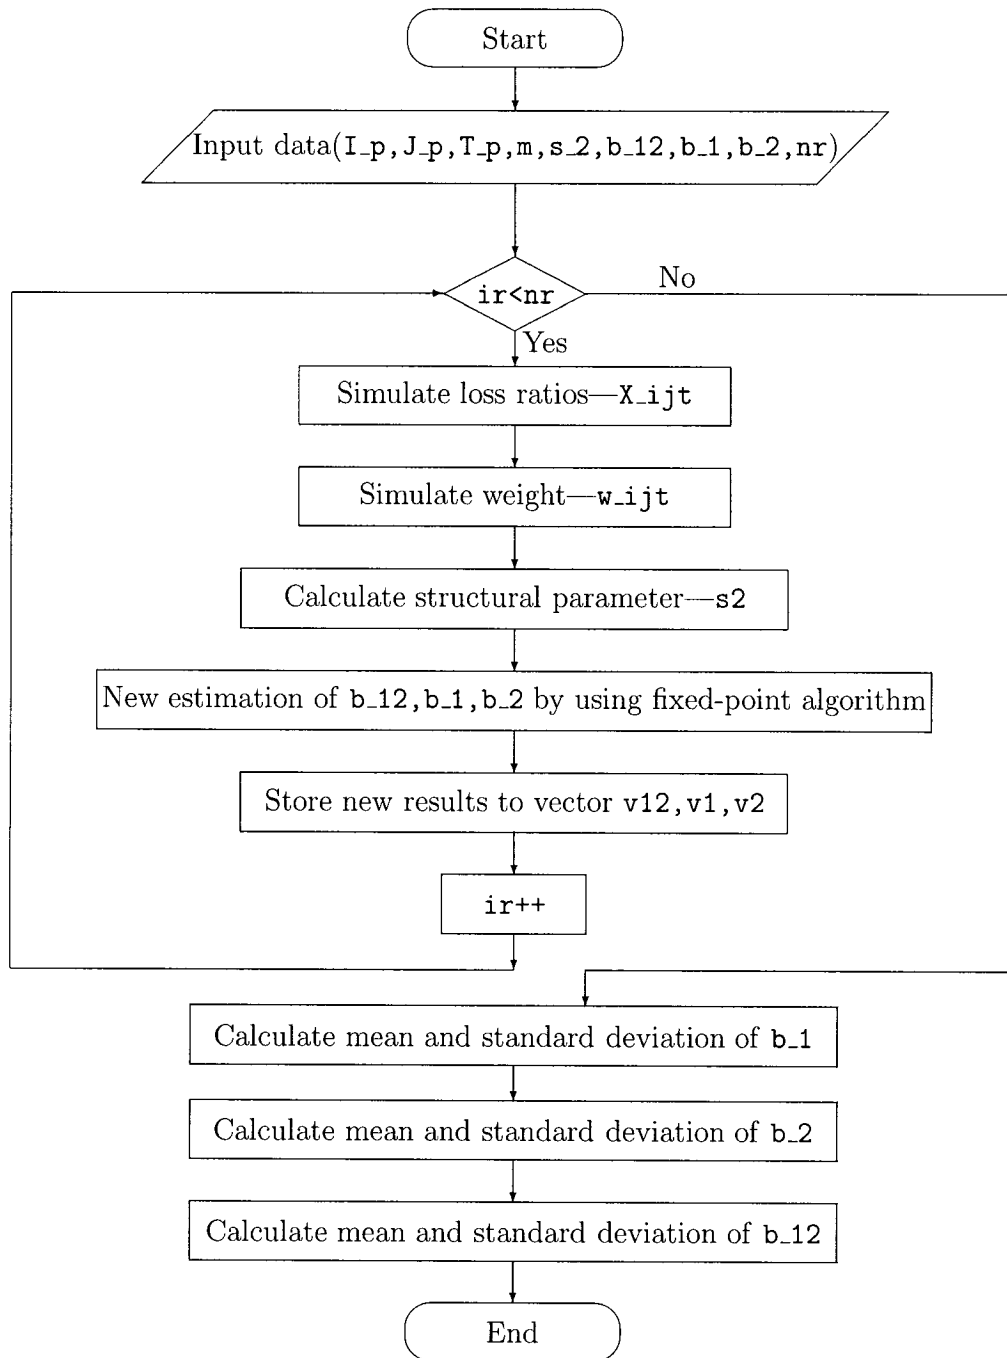 Start
Input data(I_p,J_p,T_p,m,s_2,b_12,b_1,b_2,nr)
ir<nr
No
Yes
Simulate loss ratios—X_ijt
Simulate weight—w_ijt
Calculate structural parameter—s2
New estimation of b_12,b_1,b_2 by using fixed-point algorithm
Store new results to vector v12,v1,v2
ir++
Calculate mean and standard deviation of b_1
Calculate mean and standard deviation of b_2
Calculate mean and standard deviation of b_12
End